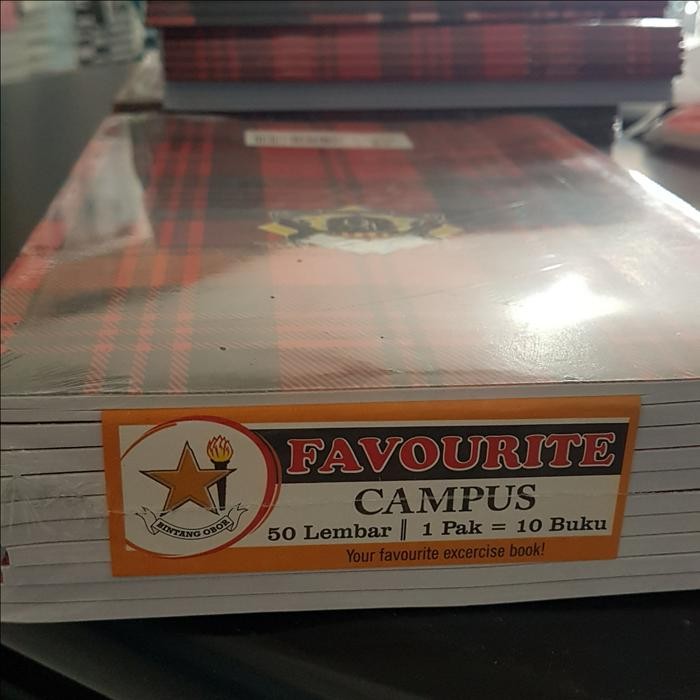 FAVOURITE
CAMPUS
50 Lembar || 1 Pak = 10 Buku
Your favourite excercise book!
BINTANG OBOR